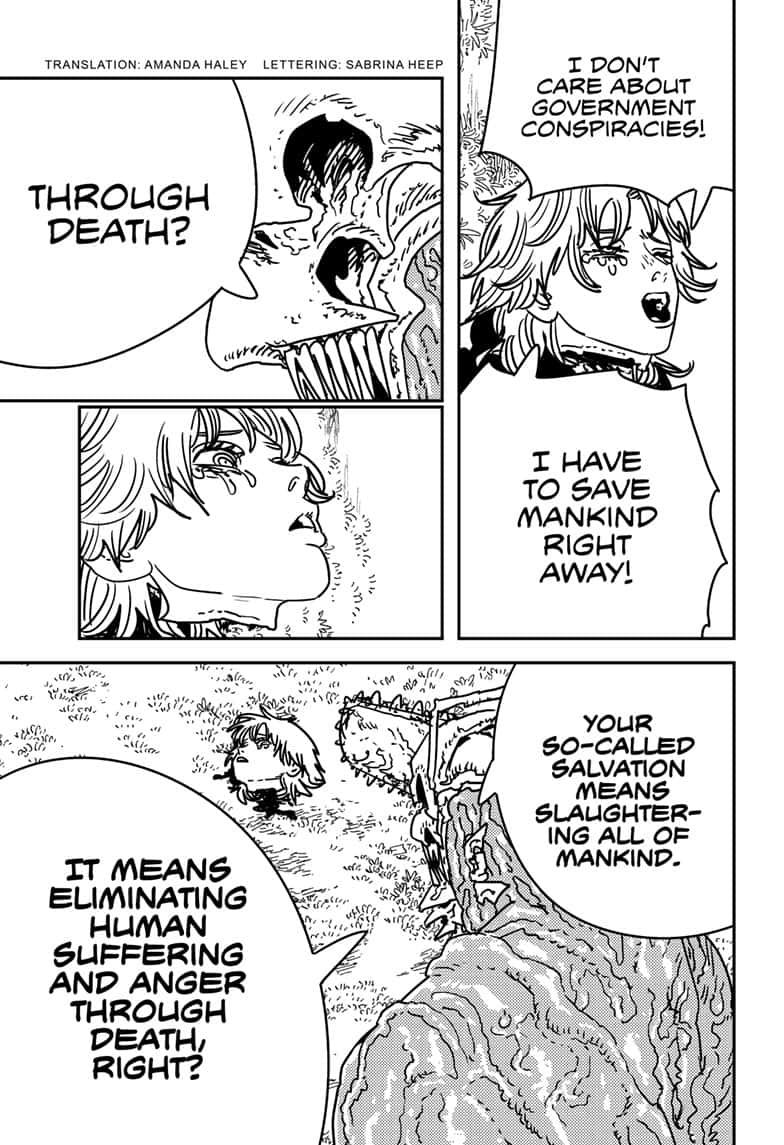 TRANSLATION: AMANDA HALEY LETTERING: SABRINA HEEP
I DON'T
CARE ABOUT
GOVERNMENT
CONSPIRACIES!
I HAVE
TO SAVE
MANKIND
RIGHT
AWAY!
THROUGH
DEATH?
YOUR
SO-CALLED
SALVATION
MEANS
SLAUGHTER-
ING ALL OF
MANKIND.
IT MEANS
ELIMINATING
HUMAN
SUFFERING
AND ANGER
THROUGH
DEATH,
RIGHT?